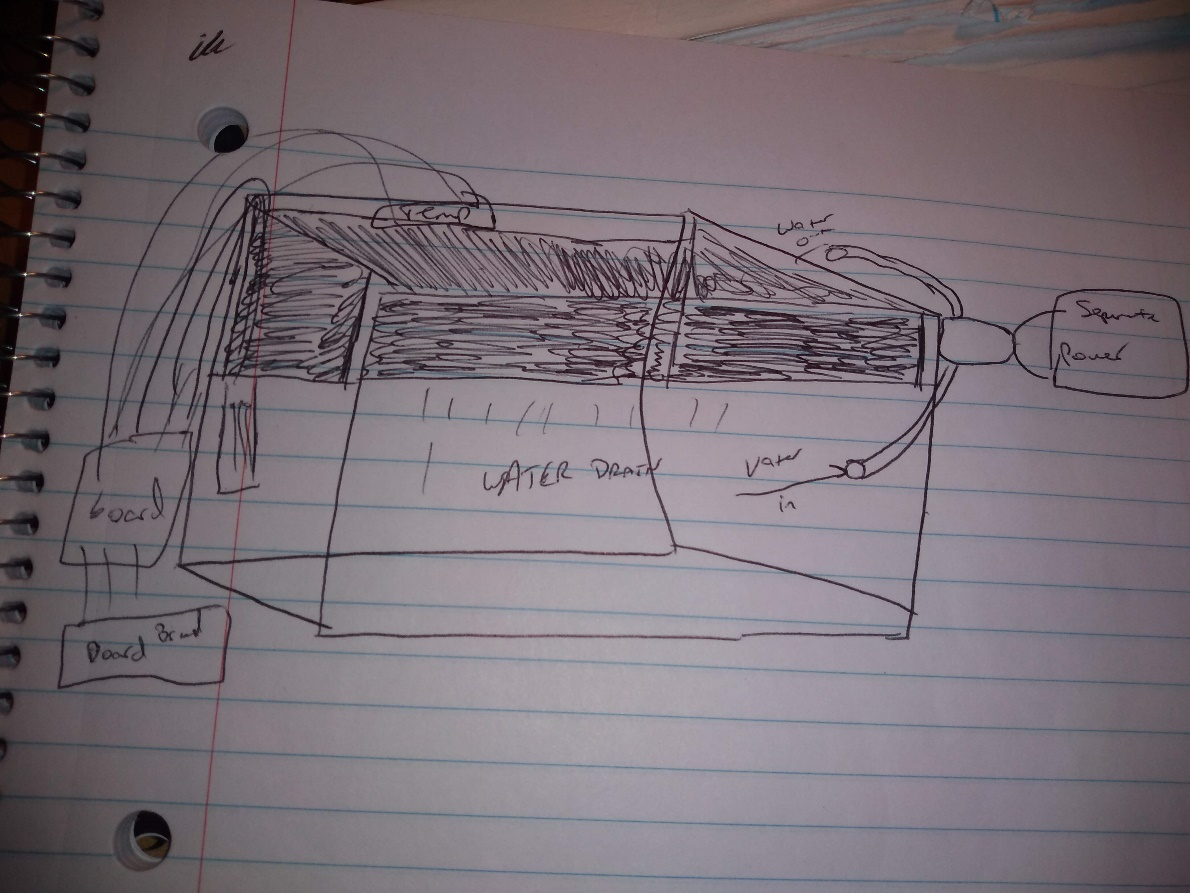 Temp
water
out
Separate
Power
WATER DRAIN
water
in
board
Board